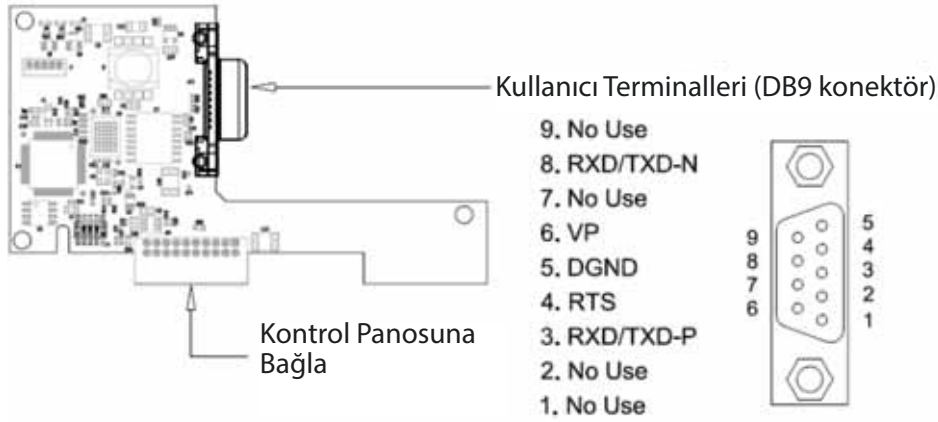 Kullanıcı Terminalleri (DB9 konektör)
9. No Use
8. RXD/TXD-N
7. No Use
6. VP
5. DGND
4. RTS
3. RXD/TXD-P
2. No Use
1. No Use
9
8
7
6
5
4
3
2
1
Kontrol Panosuna
Bağla